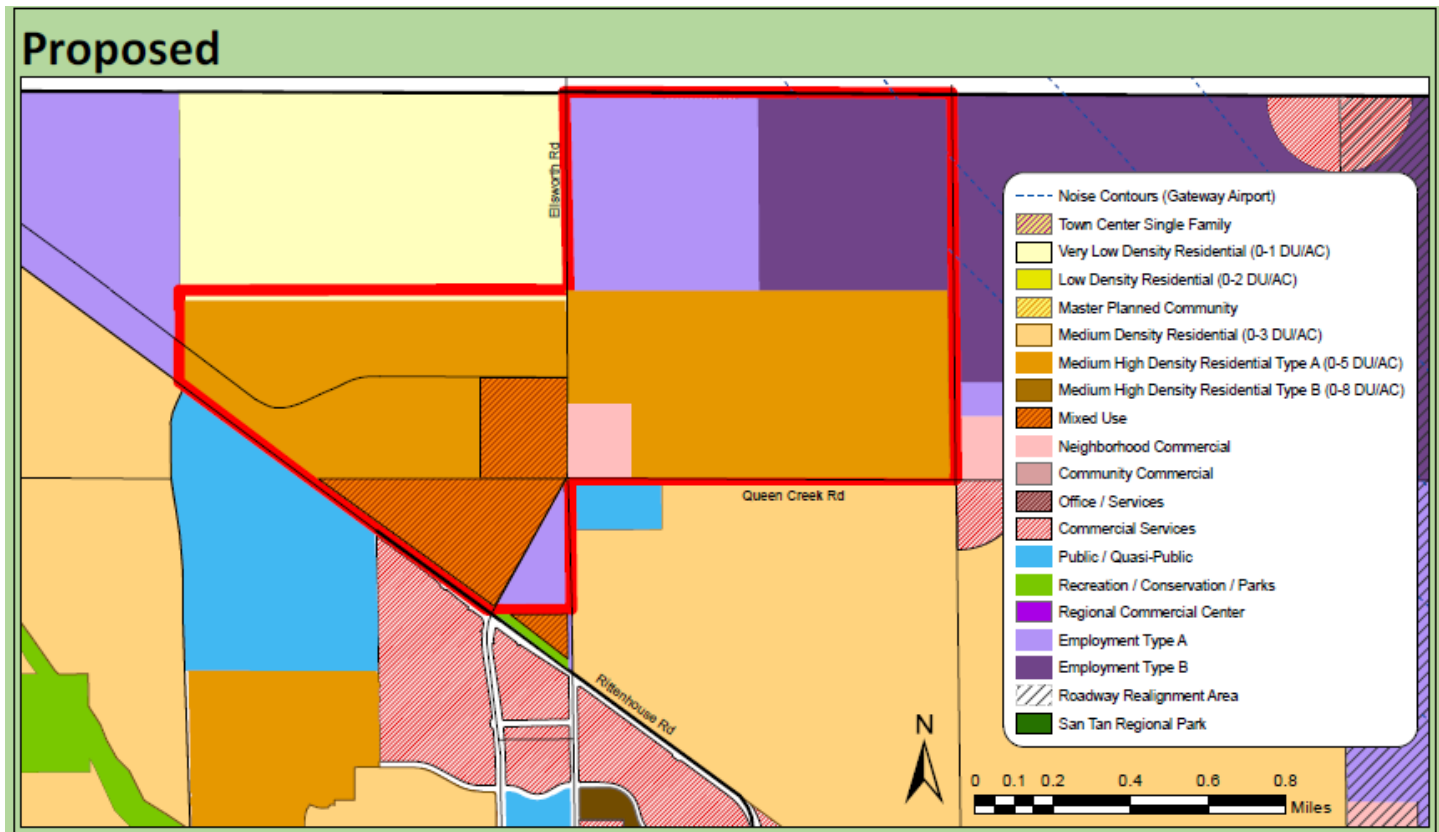 Proposed
Ellsworth Rd
Noise Contours (Gateway Airport)
Town Center Single Family
Very Low Density Residential (0-1 DU/AC)
Low Density Residential (0-2 DU/AC)
Master Planned Community
Medium Density Residential (0-3 DU/AC)
Medium High Density Residential Type A (0-5 DU/AC)
Medium High Density Residential Type B (0-8 DU/AC)
Mixed Use
Neighborhood Commercial
Community Commercial
Office / Services
Commercial Services
Public / Quasi-Public
Recreation / Conservation / Parks
Regional Commercial Center
Employment Type A
Employment Type B
Roadway Realignment Area
San Tan Regional Park
Queen Creek Rd
Rittenhouse Rd
N
0 0.1 0.2 0.4 0.6 0.8
Miles